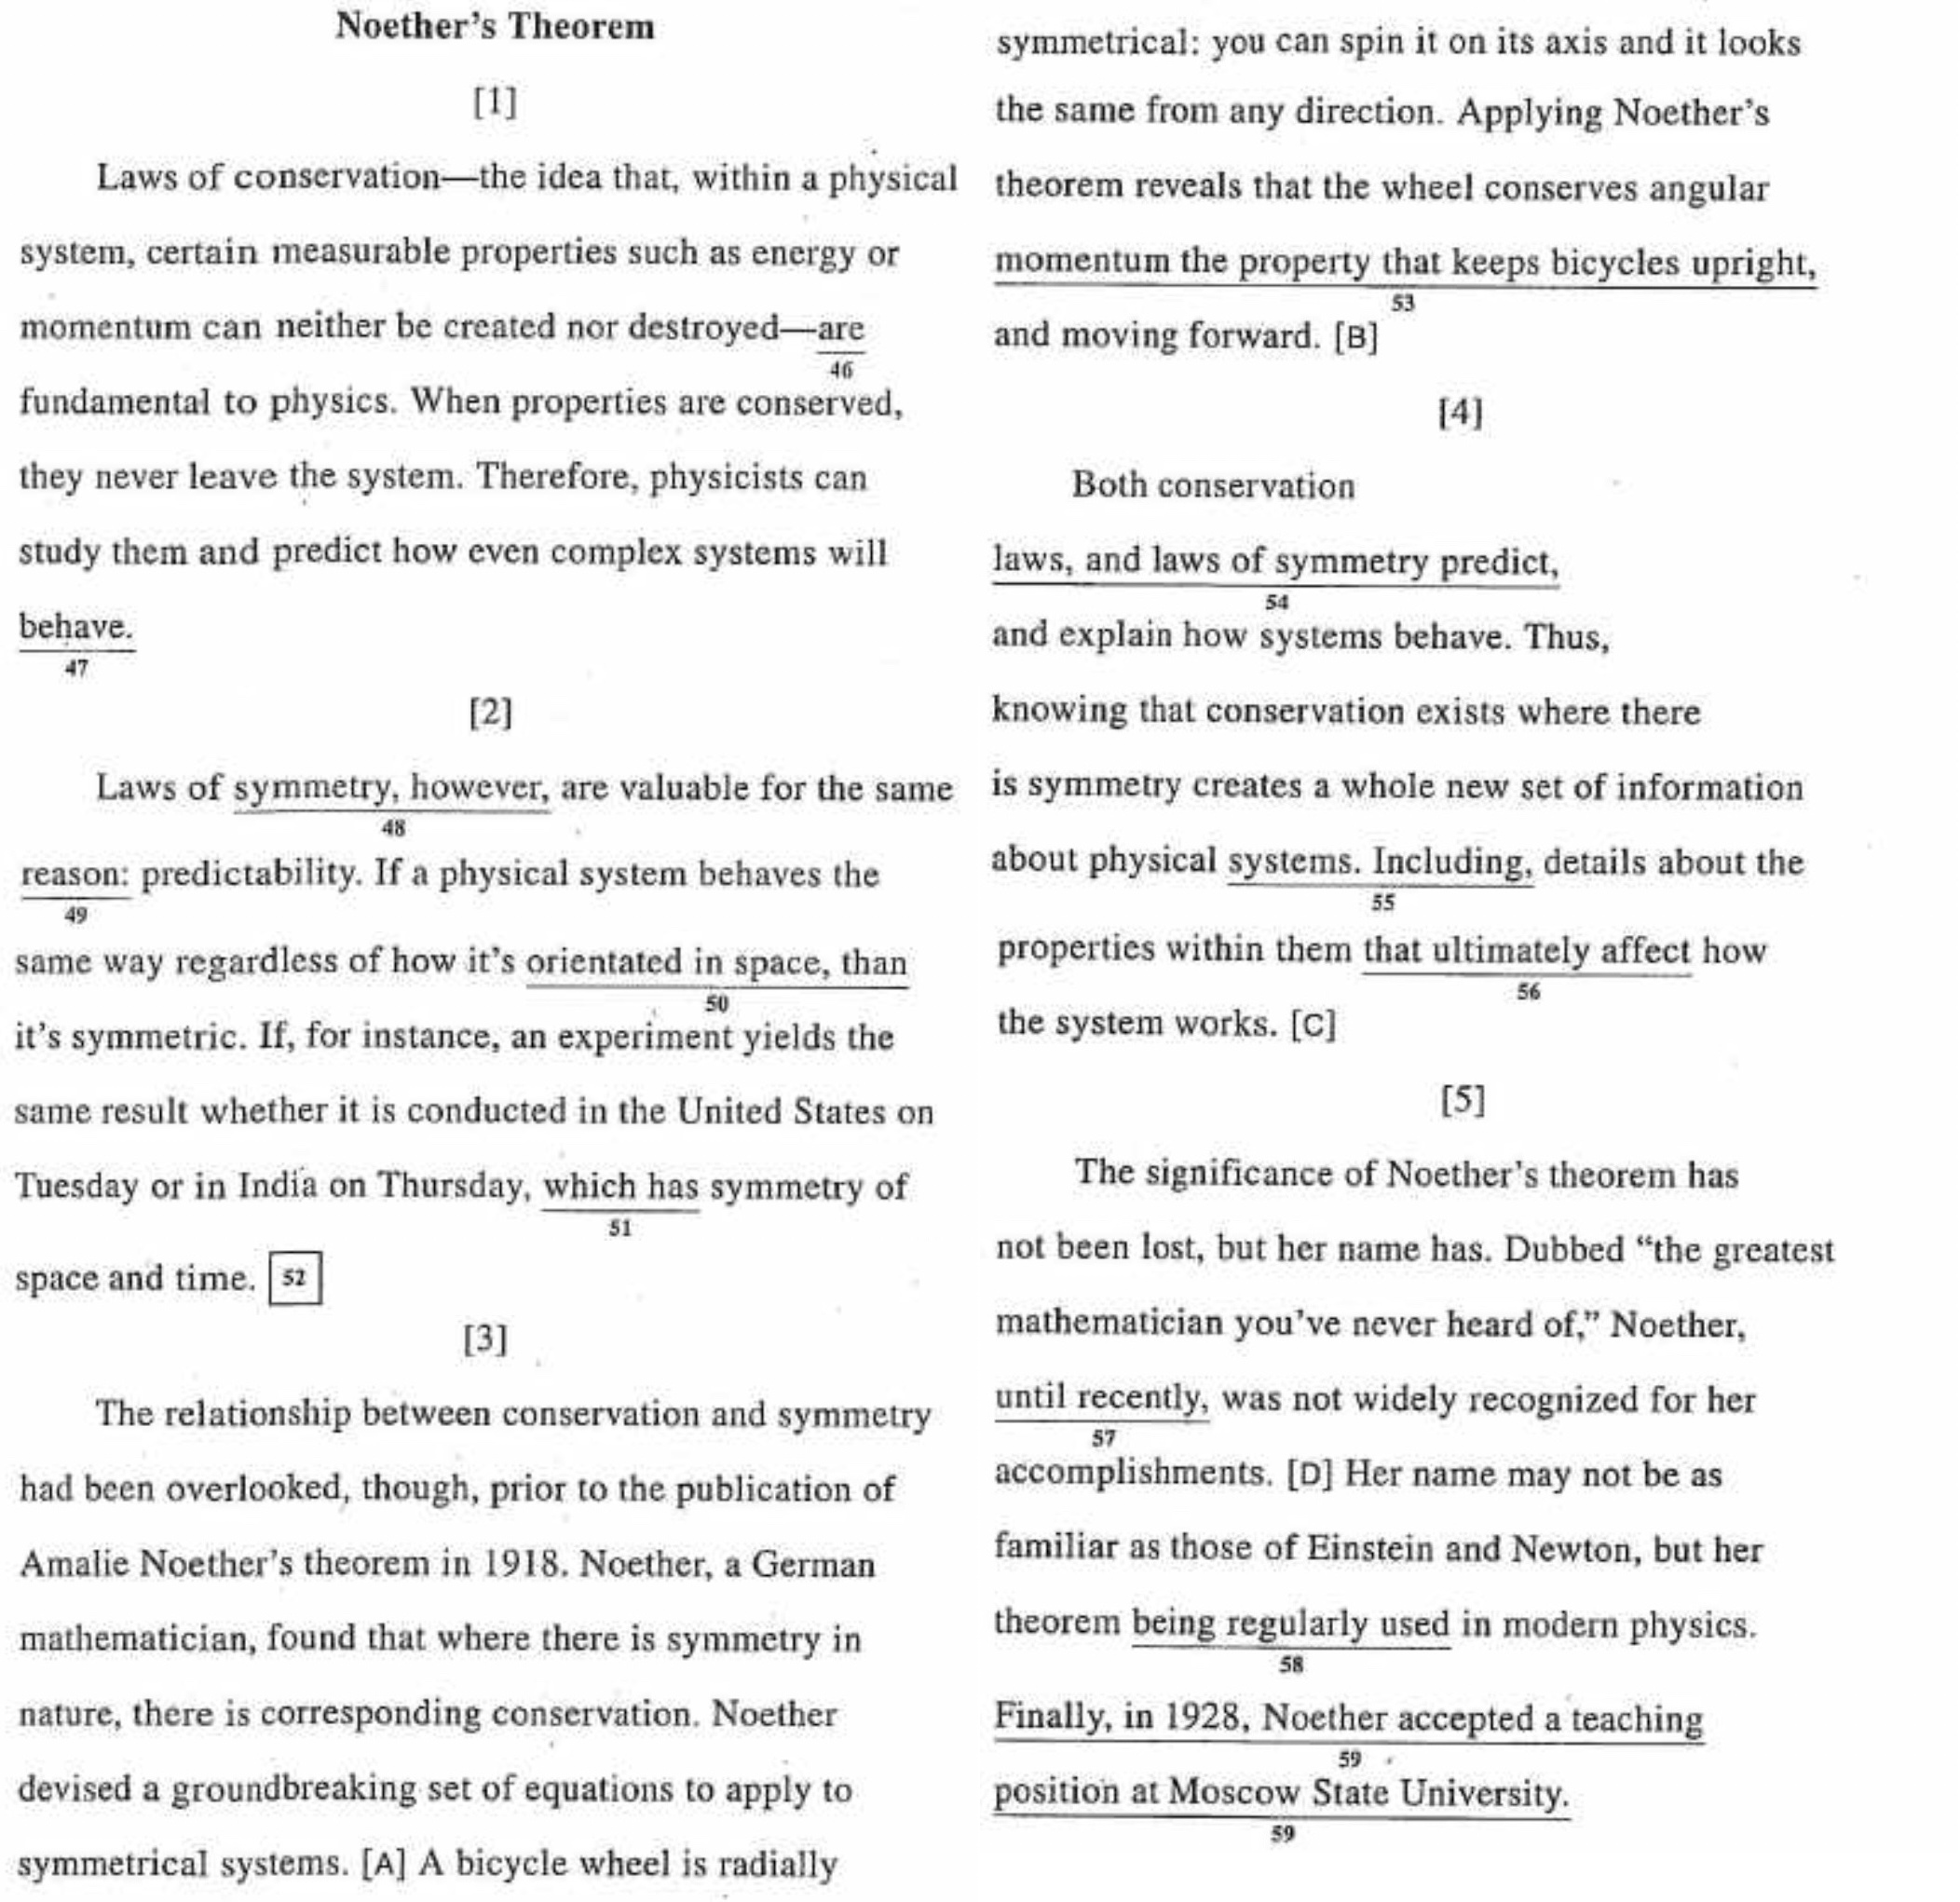 Noether's Theorem
[1]
Laws of conservation—the idea that, within a physical
system, certain measurable properties such as energy or
momentum can neither be created nor destroyed—are
46
fundamental to physics. When properties are conserved,
they never leave the system. Therefore, physicists can
study them and predict how even complex systems will
behave.
47
[2]
Laws of symmetry, however, are valuable for the same
48
reason: predictability. If a physical system behaves the
49
same way regardless of how it's orientated in space, than
50
it's symmetric. If, for instance, an experiment yields the
same result whether it is conducted in the United States on
Tuesday or in India on Thursday, which has symmetry of
51
space and time. 52
[3]
The relationship between conservation and symmetry
had been overlooked, though, prior to the publication of
Amalie Noether's theorem in 1918. Noether, a German
mathematician, found that where there is symmetry in
nature, there is corresponding conservation. Noether
devised a groundbreaking set of equations to apply to
symmetrical systems. [A] A bicycle wheel is radially
symmetrical: you can spin it on its axis and it looks
the same from any direction. Applying Noether's
theorem reveals that the wheel conserves angular
momentum the property that keeps bicycles upright,
53
and moving forward. [B]
[4]
Both conservation
laws, and laws of symmetry predict,
54
and explain how systems behave. Thus,
knowing that conservation exists where there
is symmetry creates a whole new set of information
about physical systems. Including, details about the
55
properties within them that ultimately affect how
56
the system works. [C]
[5]
The significance of Noether's theorem has
not been lost, but her name has. Dubbed “the greatest
mathematician you've never heard of,” Noether,
until recently, was not widely recognized for her
57
accomplishments. [D] Her name may not be as
familiar as those of Einstein and Newton, but her
theorem being regularly used in modern physics.
58
Finally, in 1928, Noether accepted a teaching
59
position at Moscow State University.
59